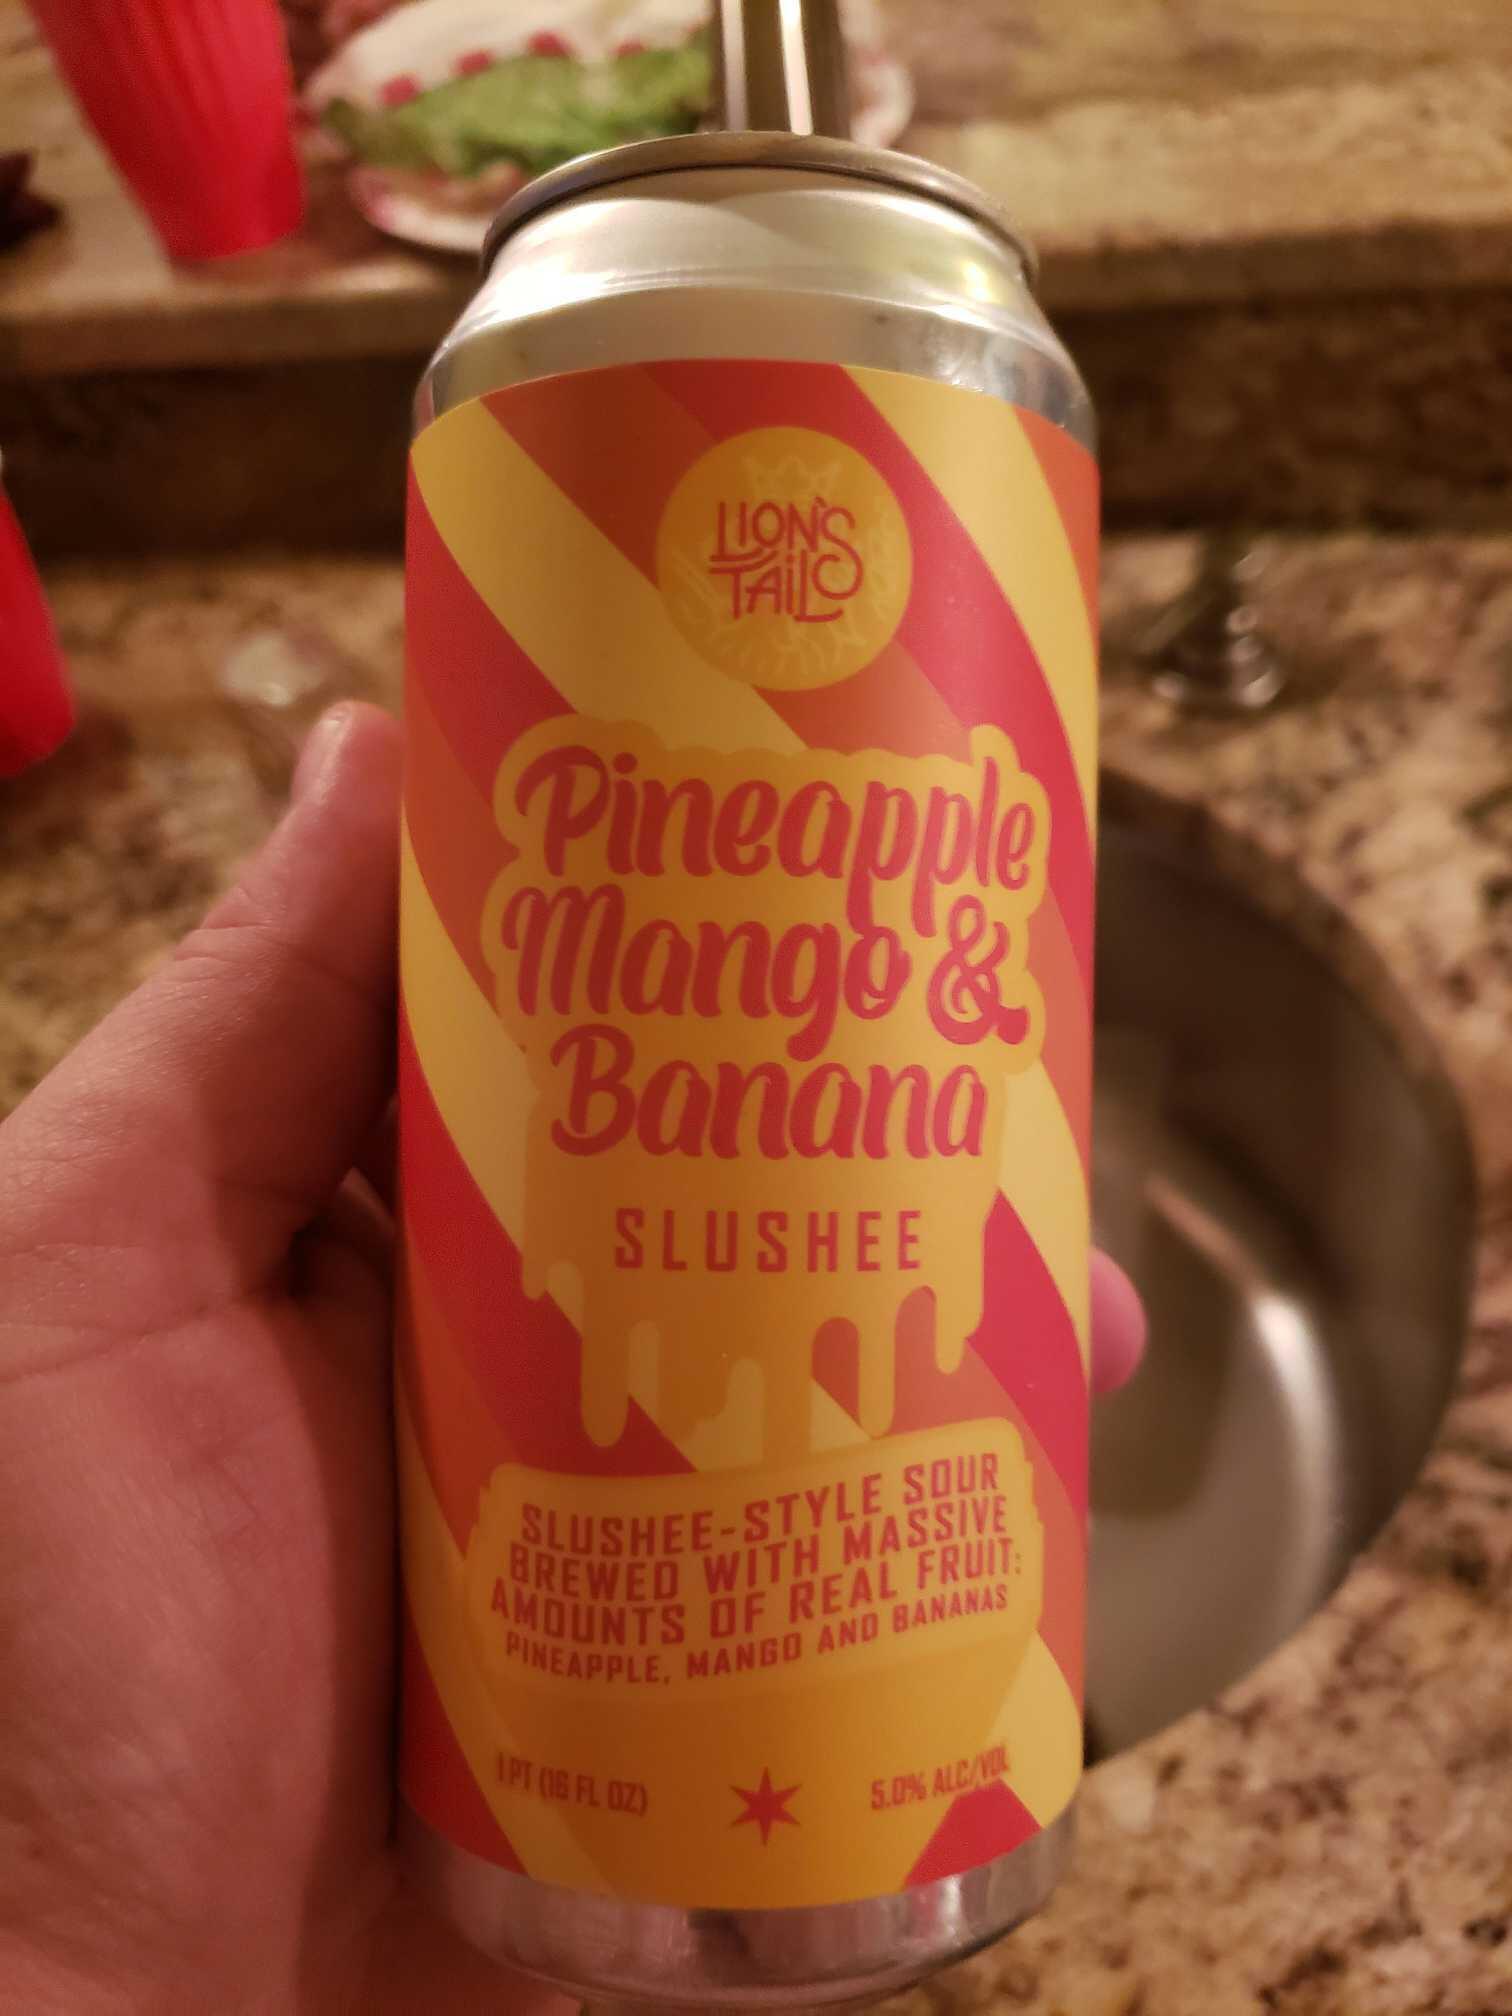 LION'S
TAIL
Pineapple
Mango &
Banana
SLUSHEE
SLUSHEE-STYLE SOUR
BREWED WITH MASSIVE
AMOUNTS OF REAL FRUIT:
PINEAPPLE, MANGO AND BANANAS
1 PT (16 FL OZ)
5.0% ALC/VOL